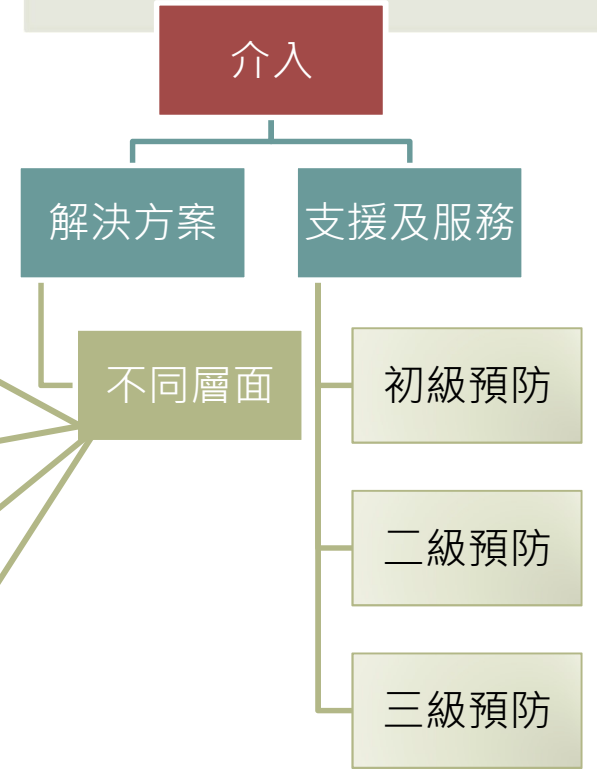 介入
解決方案
支援及服務
不同層面
初級預防
二級預防
三級預防